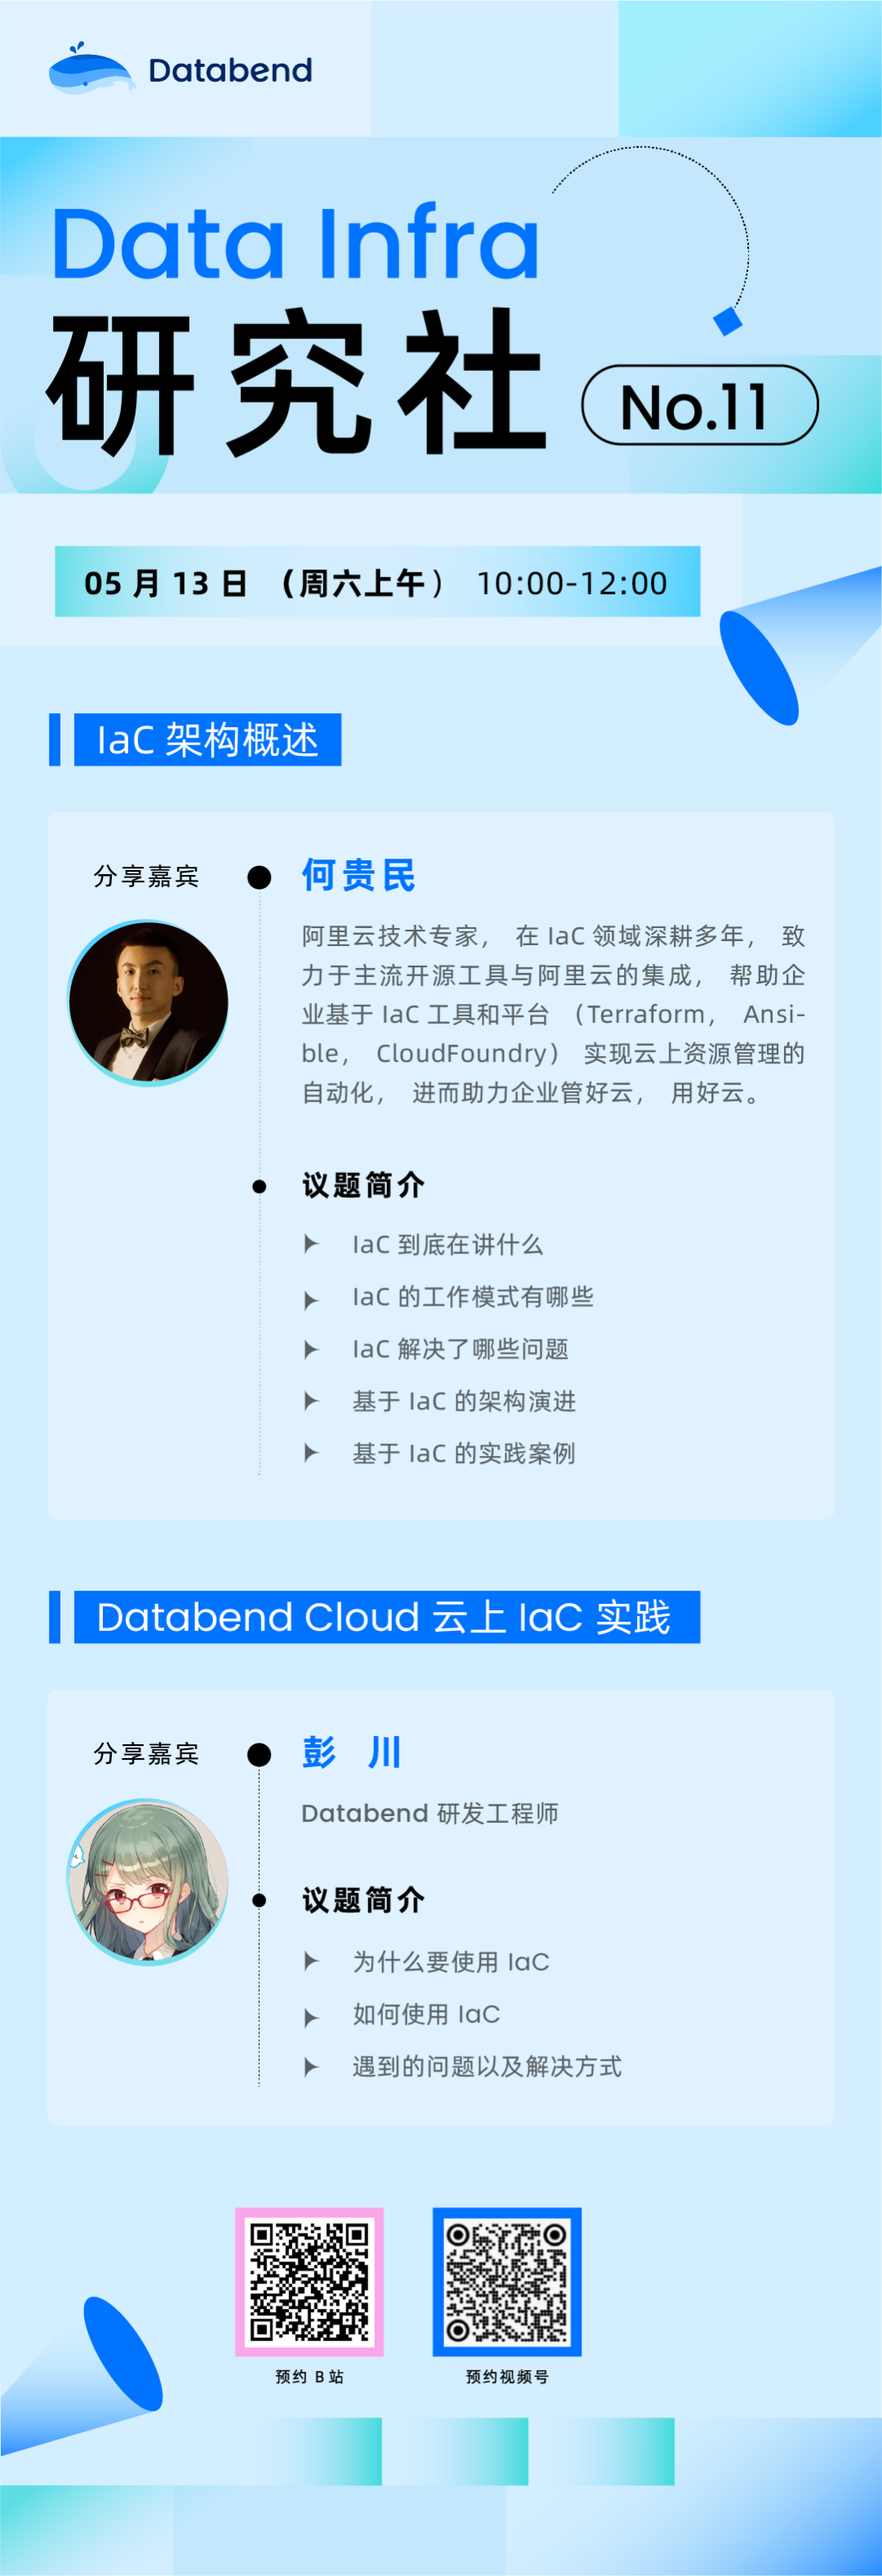 Databend
Data Infra
研究社
No.11
05 月 13 日 （周六上午） 10:00-12:00
IaC 架构概述
分享嘉宾
何贵民
阿里云技术专家， 在 IaC 领域深耕多年， 致
力于主流开源工具与阿里云的集成， 帮助企
业基于 IaC 工具和平台 （Terraform， Ansi-
ble， CloudFoundry） 实现云上资源管理的
自动化， 进而助力企业管好云， 用好云。
议题简介
IaC 到底在讲什么
IaC 的工作模式有哪些
IaC 解决了哪些问题
基于 IaC 的架构演进
基于 IaC 的实践案例
Databend Cloud 云上 IaC 实践
分享嘉宾
彭 川
Databend 研发工程师
议题简介
为什么要使用 IaC
如何使用 IaC
遇到的问题以及解决方式
预约 B 站
预约视频号